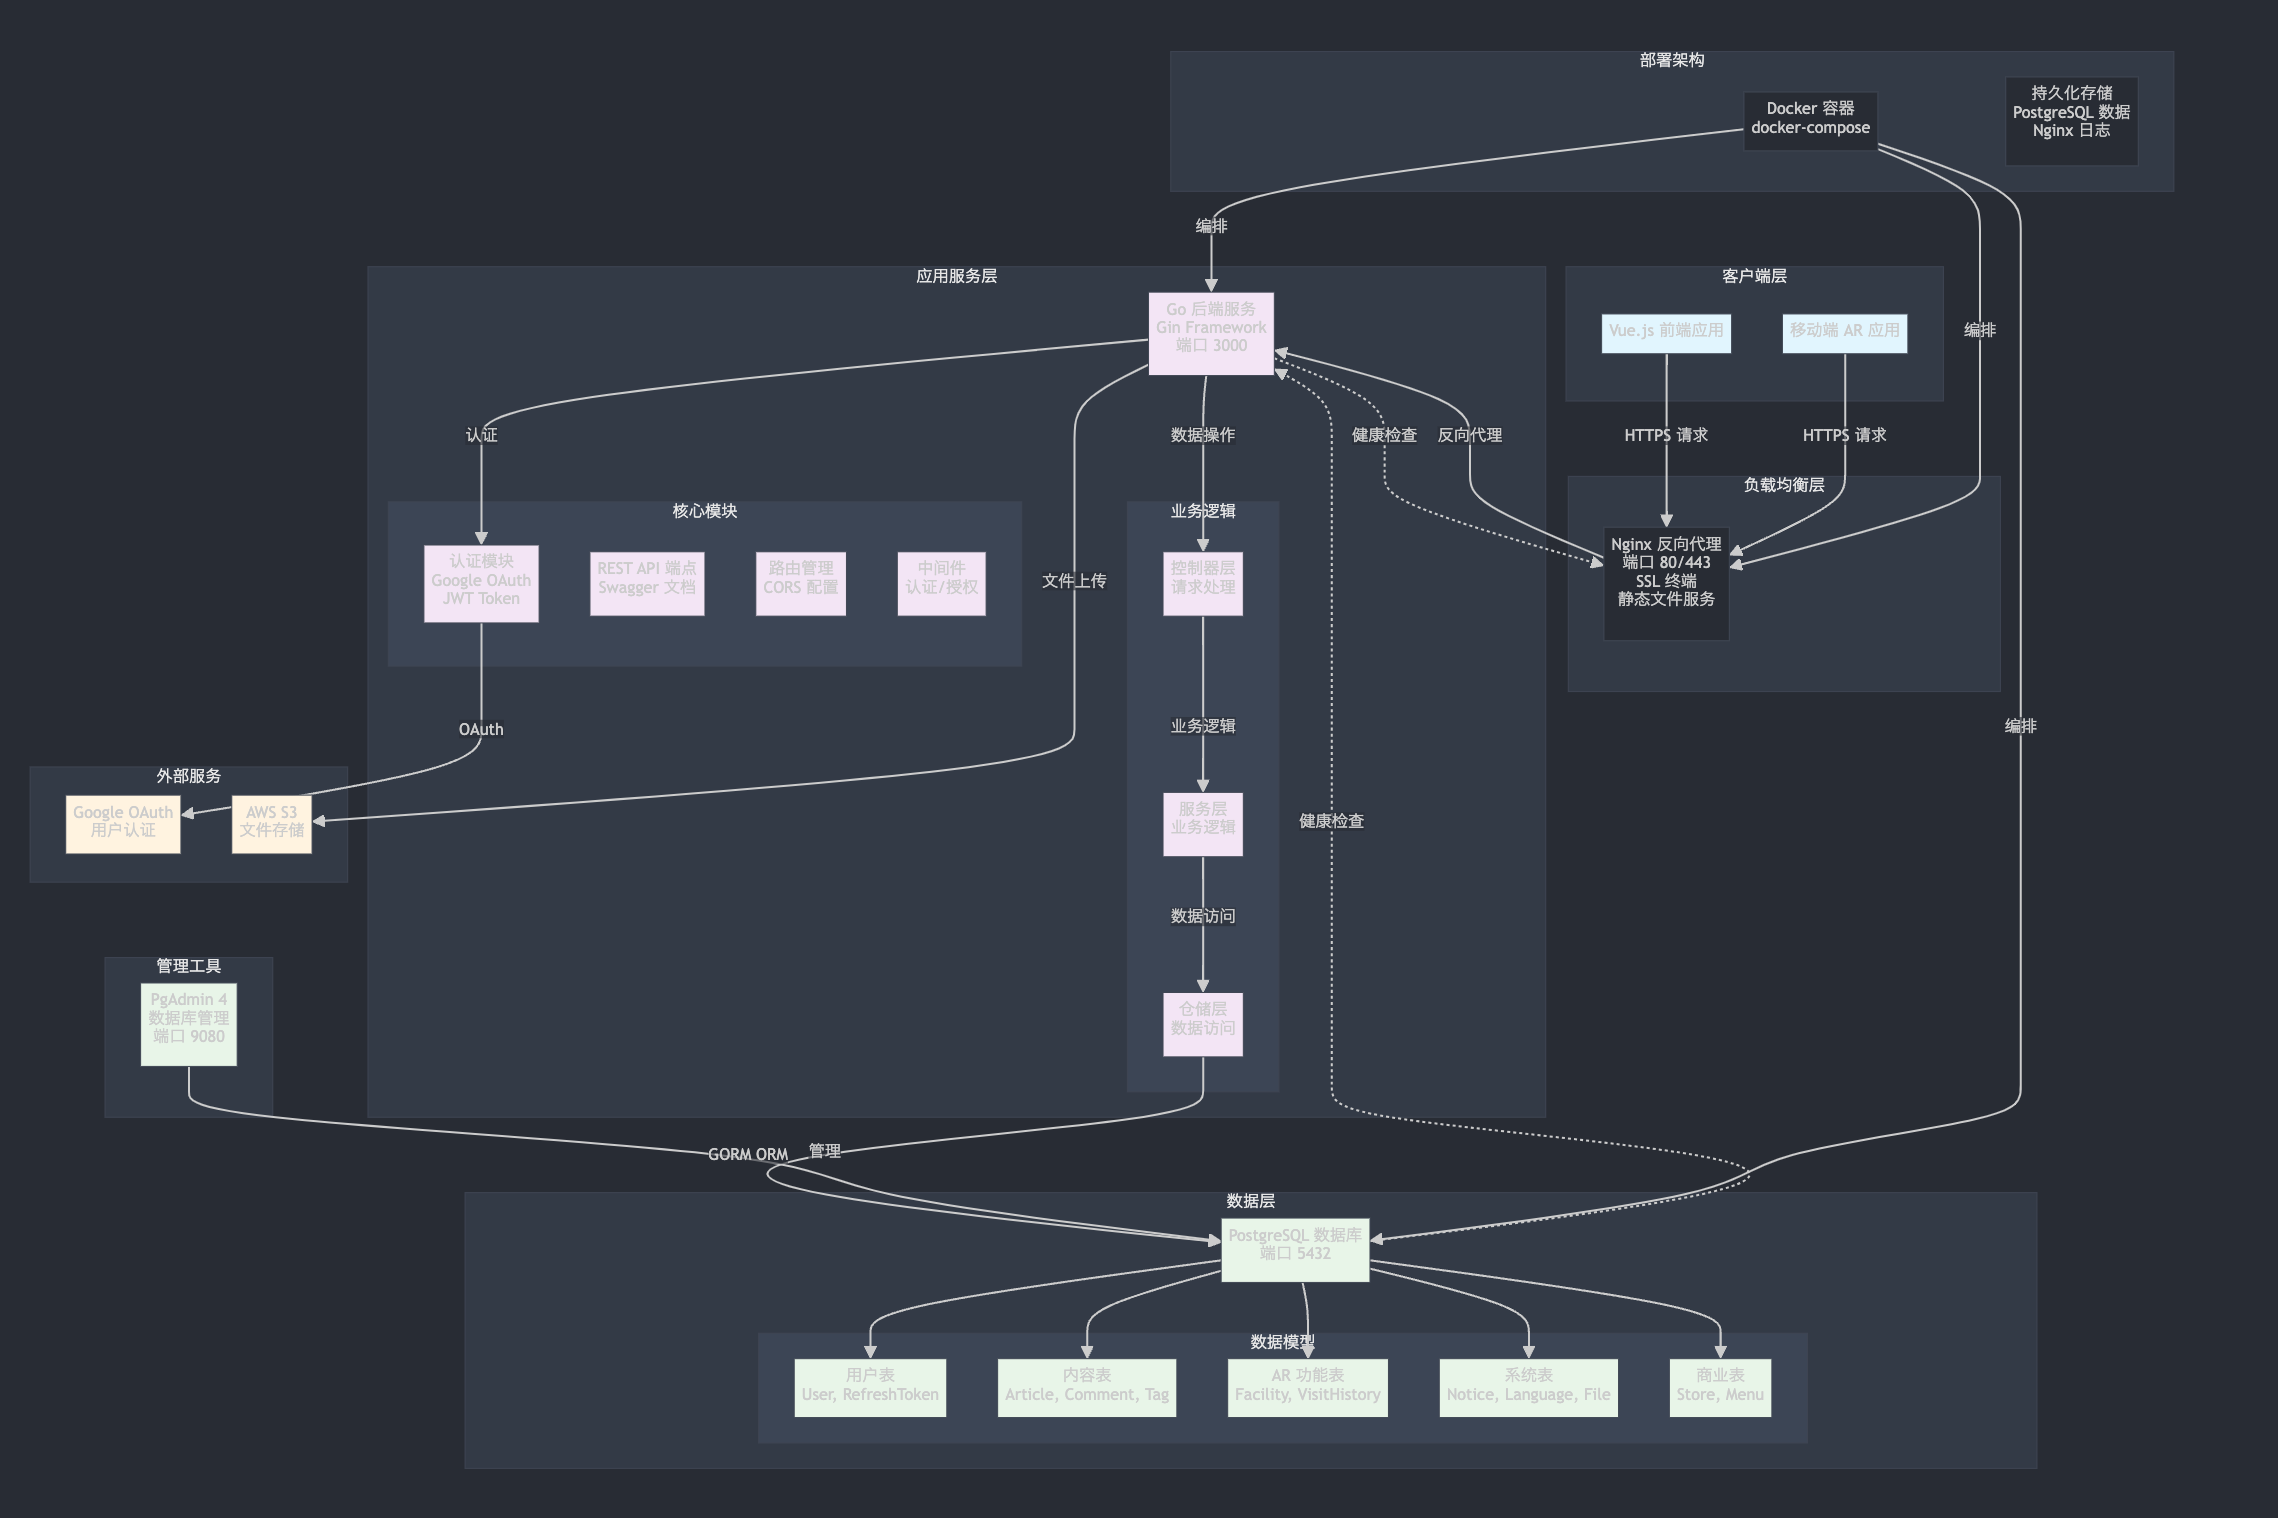 部署架构
Docker 容器
docker-compose
持久化存储
PostgreSQL 数据
Nginx 日志
编排
应用服务层
客户端层
Go 后端服务
Gin Framework
端口 3000
Vue.js 前端应用
移动端 AR 应用
编排
认证
数据操作
健康检查
反向代理
HTTPS 请求
HTTPS 请求
负载均衡层
核心模块
业务逻辑
认证模块
Google OAuth
JWT Token
REST API 端点
Swagger 文档
路由管理
CORS 配置
中间件
认证/授权
文件上传
控制器层
请求处理
Nginx 反向代理
端口 80/443
SSL 终端
静态文件服务
OAuth
业务逻辑
编排
外部服务
Google OAuth
用户认证
AWS S3
文件存储
服务层
业务逻辑
健康检查
数据访问
管理工具
PgAdmin 4
数据库管理
端口 9080
仓储层
数据访问
GORM ORM
管理
数据层
PostgreSQL 数据库
端口 5432
数据模型
用户表
User, RefreshToken
内容表
Article, Comment, Tag
AR 功能表
Facility, VisitHistory
系统表
Notice, Language, File
商业表
Store, Menu